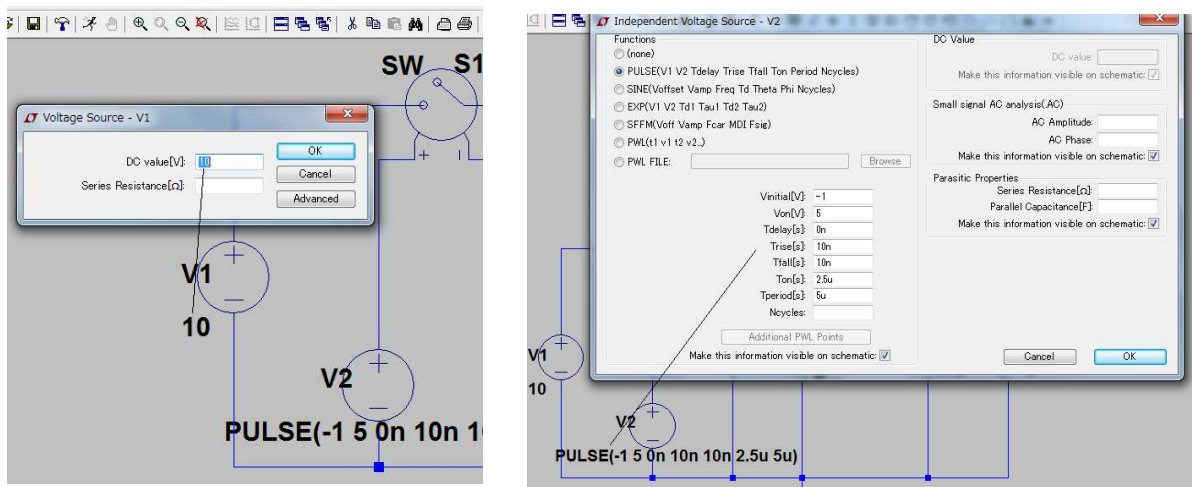 SW S1
Voltage Source - V1
DC value[V]: 10
OK
Series Resistance[Ω]:
Cancel
Advanced
V1
10
V2
PULSE(-1 5 0n 10n 1
Independent Voltage Source - V2
Functions
(none)
PULSE(V1 V2 Tdelay Trise Tfall Ton Period Ncycles)
SINE(Voffset Vamp Freq Td Theta Phi Ncycles)
EXP(V1 V2 Td1 Tau1 Td2 Tau2)
SFFM(Voff Vamp Fcar MDI Fsig)
PWL(t1 v1 t2 v2..)
PWL FILE: Browse
Vinitial[V]: -1
Von[V]: 5
Tdelay[s]: 0n
Trise[s]: 10n
Tfall[s]: 10n
Ton[s]: 2.5u
Tperiod[s]: 5u
Ncycles:
Additional PWL Points
Make this information visible on schematic:
DC Value
DC value:
Make this information visible on schematic:
Small signal AC analysis(.AC)
AC Amplitude:
AC Phase:
Make this information visible on schematic:
Parasitic Properties
Series Resistance[Ω]:
Parallel Capacitance[F]:
Make this information visible on schematic:
Cancel OK
V1
10
V2
PULSE(-1 5 0n 10n 10n 2.5u 5u)